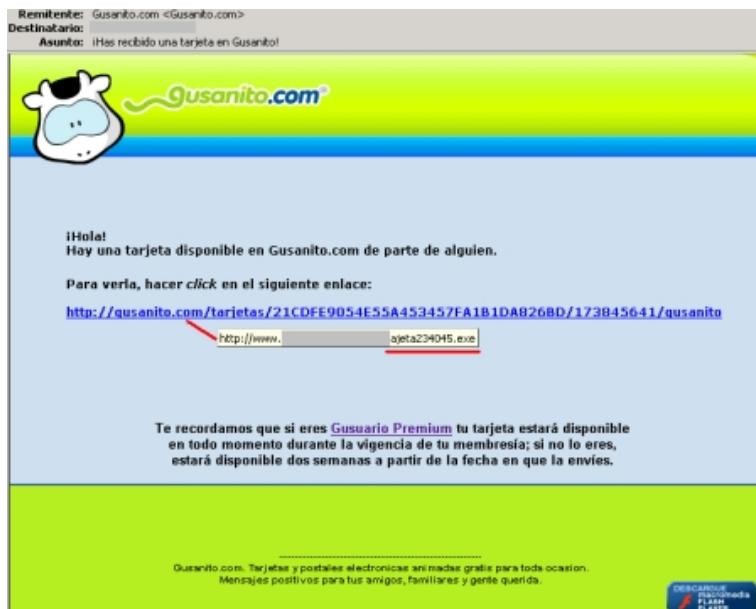 Remitente: Gusanito.com <Gusanito.com>
Destinatario:
Asunto: ¡Has recibido una tarjeta en Gusanito!
gusanito.com®
¡Hola!
Hay una tarjeta disponible en Gusanito.com de parte de alguien.
Para verla, hacer click en el siguiente enlace:
http://gusanito.com/tarjetas/21CDFE9054E55A453457FA1B1DA826BD/173845641/gusanito
http://www. ajeta234045.exe
Te recordamos que si eres Gusuario Premium tu tarjeta estará disponible
en todo momento durante la vigencia de tu membresía; si no lo eres,
estará disponible dos semanas a partir de la fecha en que la envíes.
Gusanito.com. Tarjetas y postales electronicas animadas gratis para toda ocasion.
Mensajes positivos para tus amigos, familiares y gente querida.
DESCARGUE
macromedia
FLASH
PLAYER